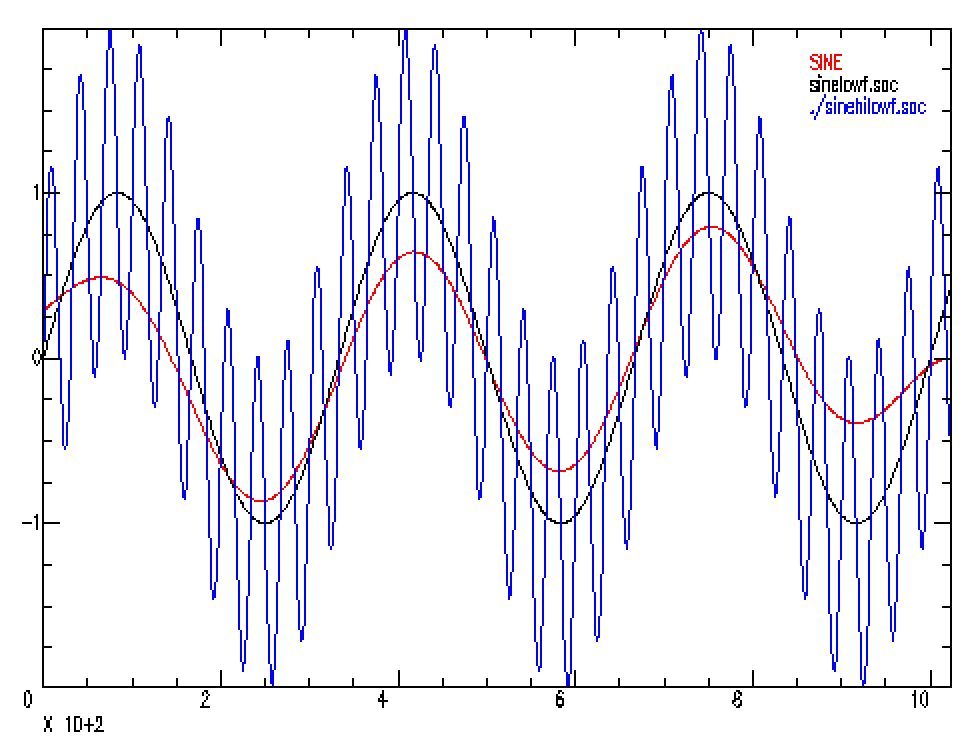 SINE
sinelowf.soc
./sinehilowf.soc
1
0
-1
0 2 4 6 8 10
X 10+2